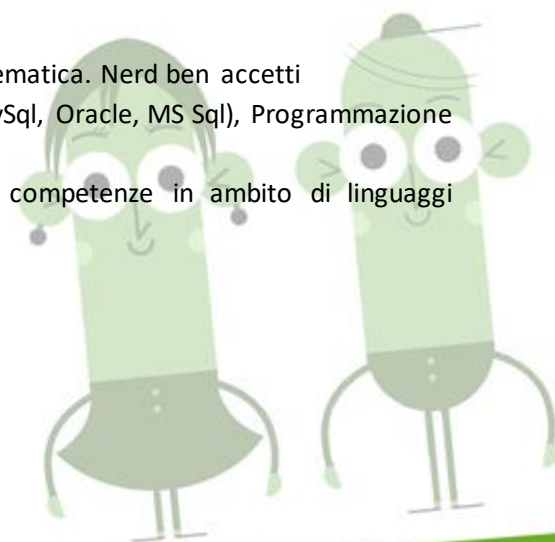 ematica. Nerd ben accetti
ySql, Oracle, MS Sql), Programmazione
competenze in ambito di linguaggi